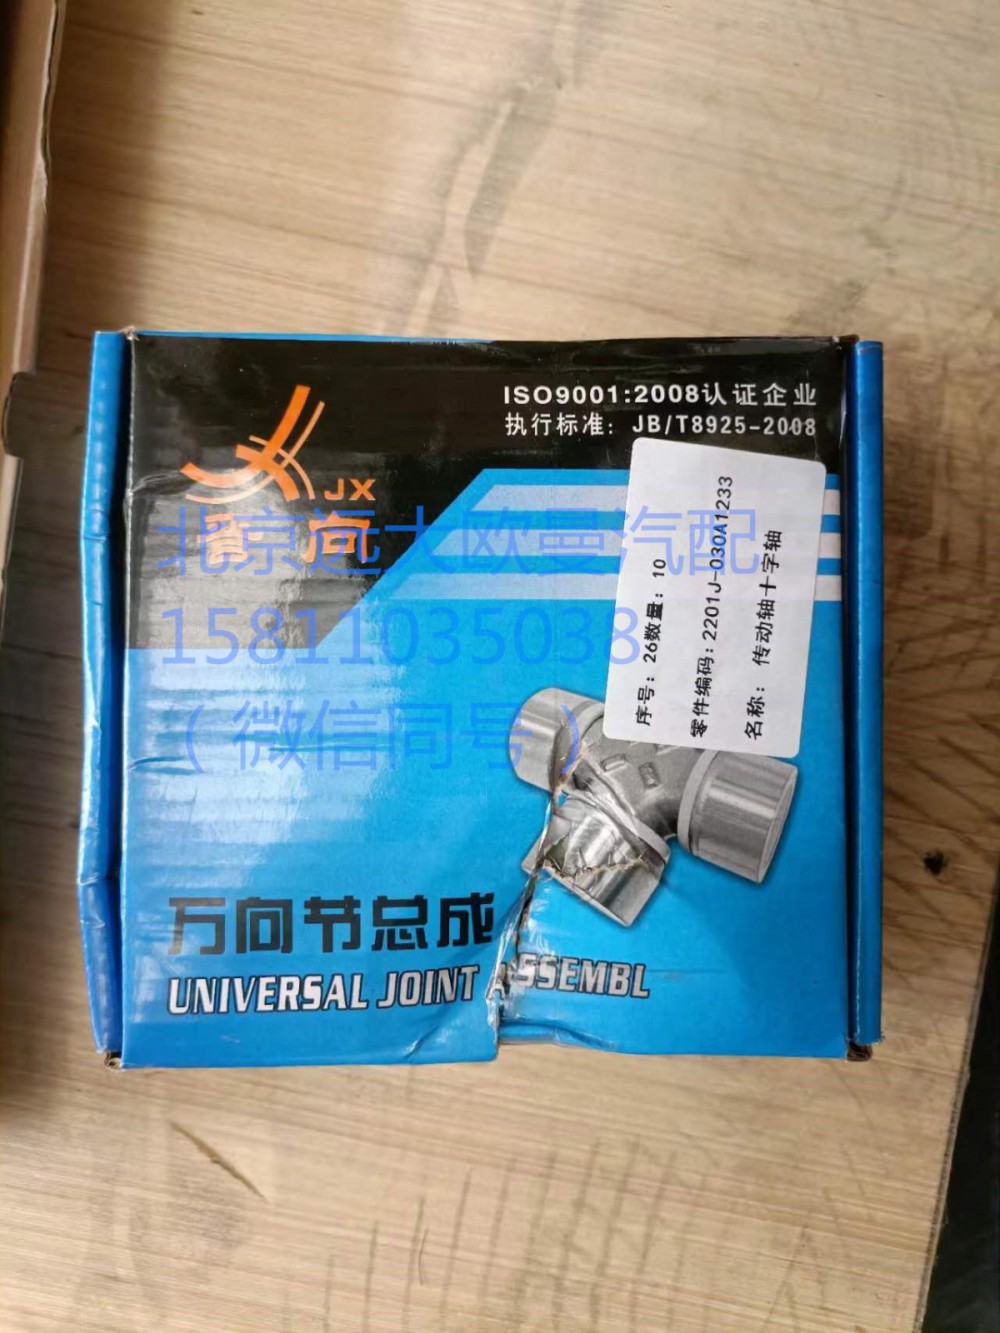 ISO9001:2008认证企业
执行标准: JB/T8925-2008
JX
向
北京远大欧曼汽配
15811035038
(微信同号)
序号: 26数量: 10
零件编码: 2201J-030A1233
名称: 传动轴十字轴
万向节总成
UNIVERSAL JOINT ASSEMBL